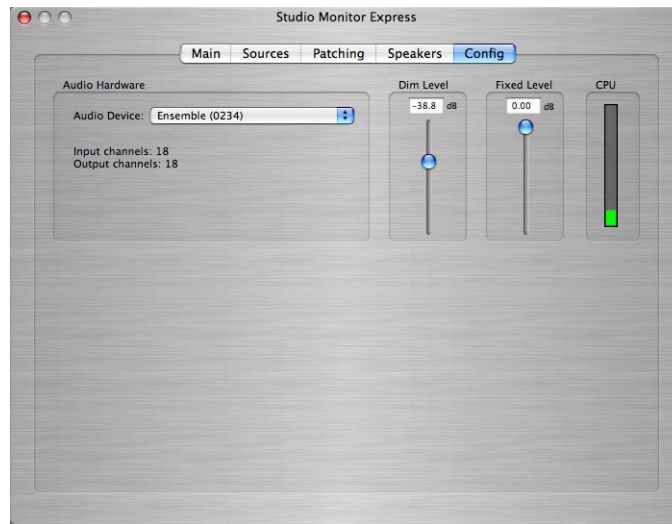 Studio Monitor Express
Main Sources Patching Speakers Config
Audio Hardware
Audio Device: Ensemble (0234)
Input channels: 18
Output channels: 18
Dim Level
-38.8 dB
Fixed Level
0.00 dB
CPU